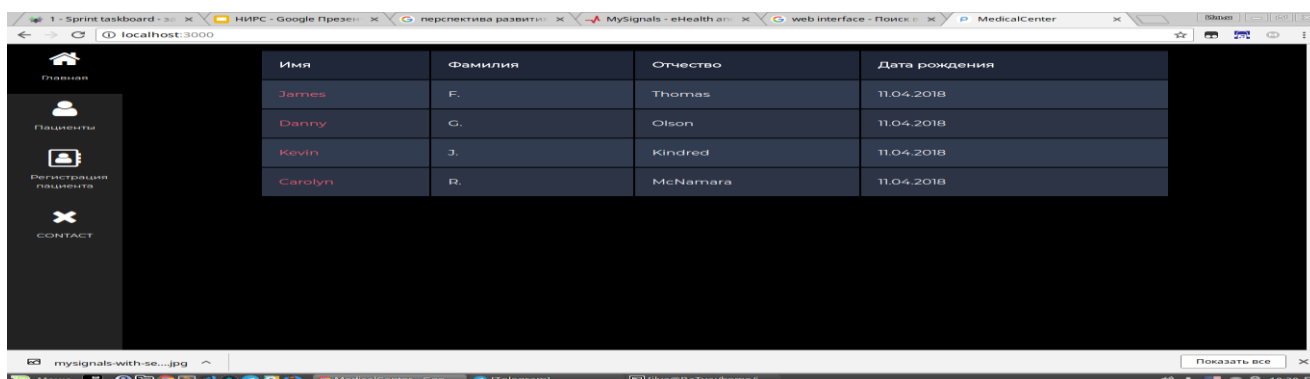 1 - Sprint taskboard - за НИРС - Google Презен перспектива развити MySignals - eHealth an web interface - Поиск в MedicalCenter
localhost:3000
Главная
Пациенты
Регистрация
пациента
CONTACT
Имя Фамилия Отчество Дата рождения
James F. Thomas 11.04.2018
Danny G. Olson 11.04.2018
Kevin J. Kindred 11.04.2018
Carolyn R. McNamara 11.04.2018
mysignals-with-se....jpg Показать все